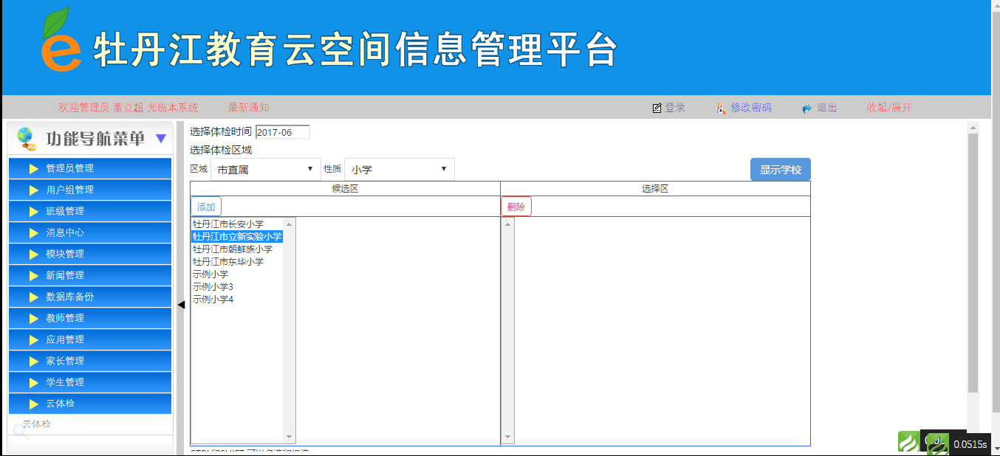 牡丹江教育云空间信息管理平台
欢迎管理员 董立超 光临本系统 最新通知 登录 修改密码 退出 收起/展开
功能导航菜单
管理员管理
用户组管理
班级管理
消息中心
模块管理
新闻管理
数据库备份
教师管理
应用管理
家长管理
学生管理
云体检
云体检
选择体检时间 2017-06
选择体检区域
区域 市直属 性质 小学 显示学校
候选区 选择区
添加 删除
牡丹江市长安小学
牡丹江市立新实验小学
牡丹江市朝鲜族小学
牡丹江市东华小学
示例小学
示例小学3
示例小学4
0.0515s